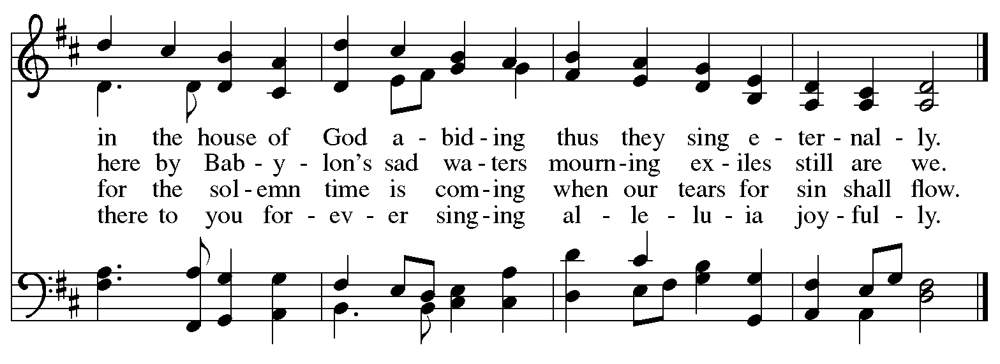 in the house of God a - bid - ing thus they sing e - ter - nal - ly.
here by Bab - y - lon's sad wa - ters mourn - ing ex - iles still are we.
for the sol - emn time is com - ing when our tears for sin shall flow.
there to you for - ev - er sing - ing al - le - lu - ia joy - ful - ly.